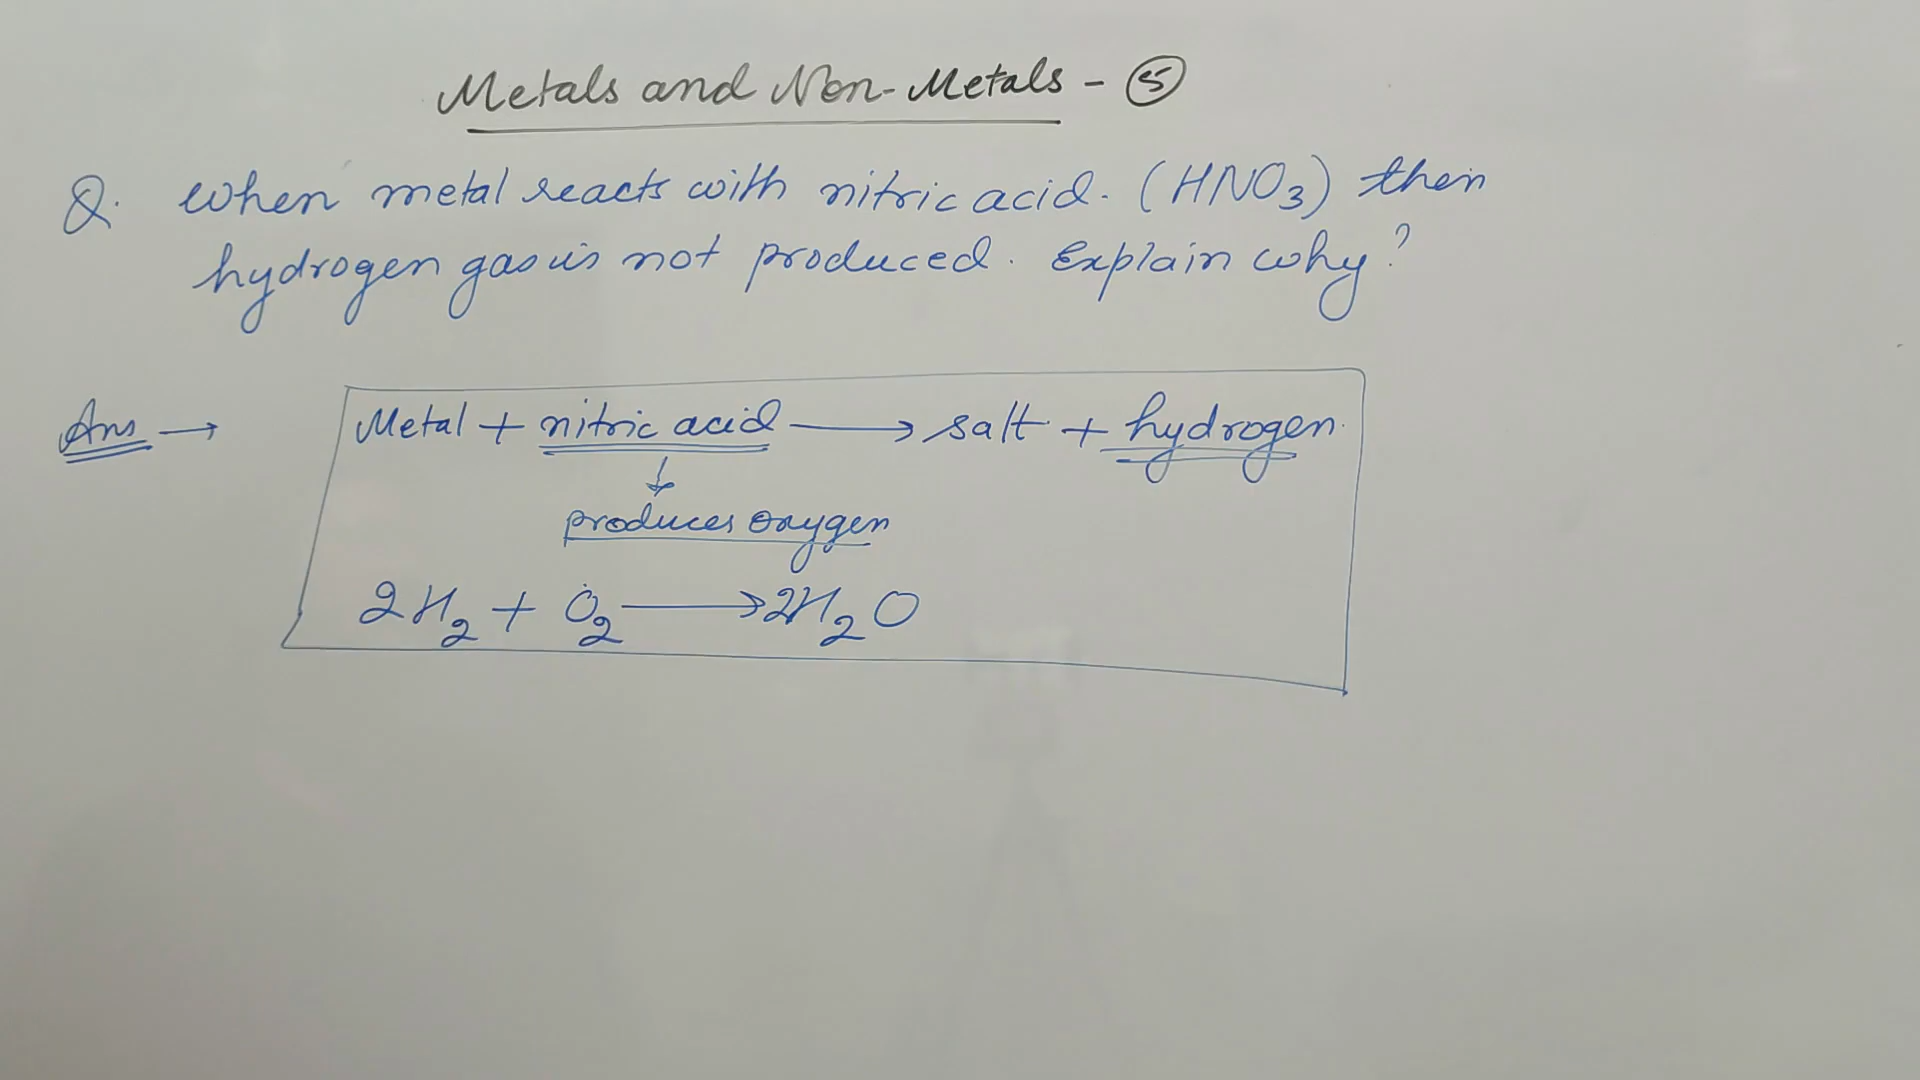 Metals and Non-Metals - 5
Q. When metal reacts with nitric acid. (HNO₃) then
hydrogen gas is not produced. Explain why?
Ans → Metal + nitric acid → salt + hydrogen.
↓
produces oxygen
2H₂ + O₂ → 2H₂O